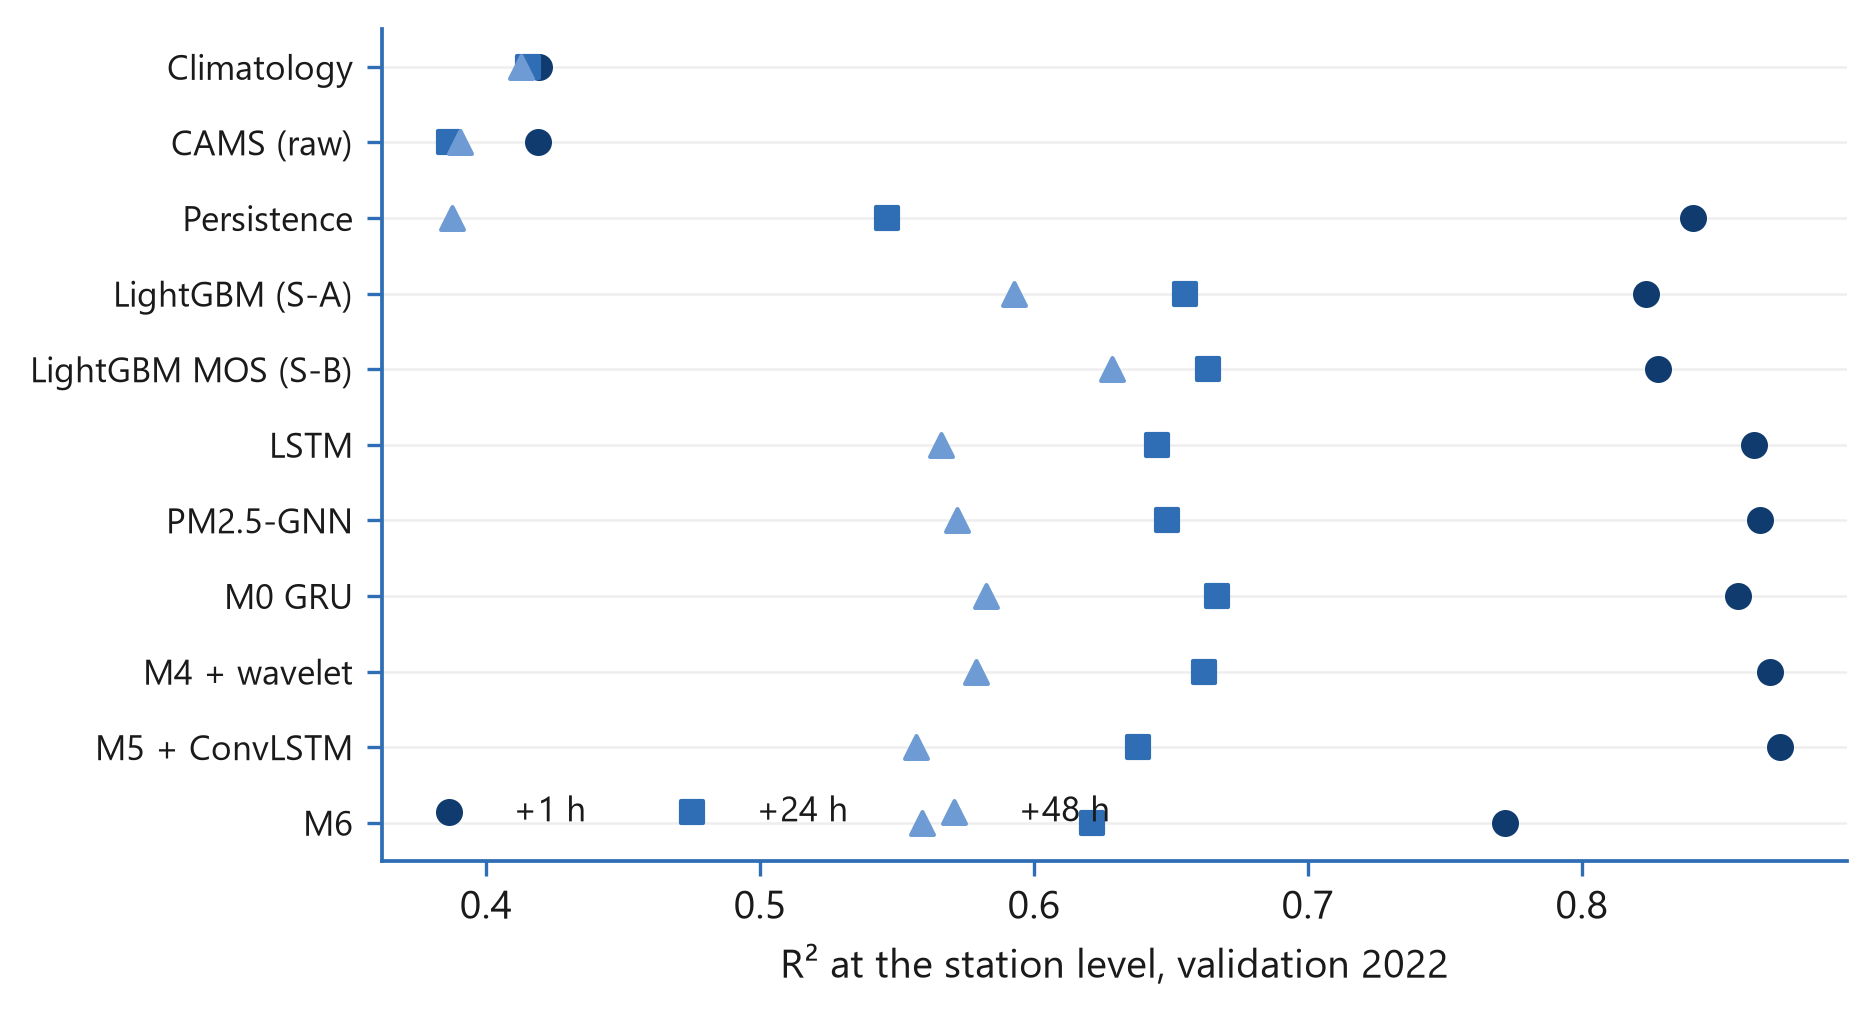 Climatology
CAMS (raw)
Persistence
LightGBM (S-A)
LightGBM MOS (S-B)
LSTM
PM2.5-GNN
M0 GRU
M4 + wavelet
M5 + ConvLSTM
M6
+1 h +24 h +48 h
0.4 0.5 0.6 0.7 0.8
R² at the station level, validation 2022